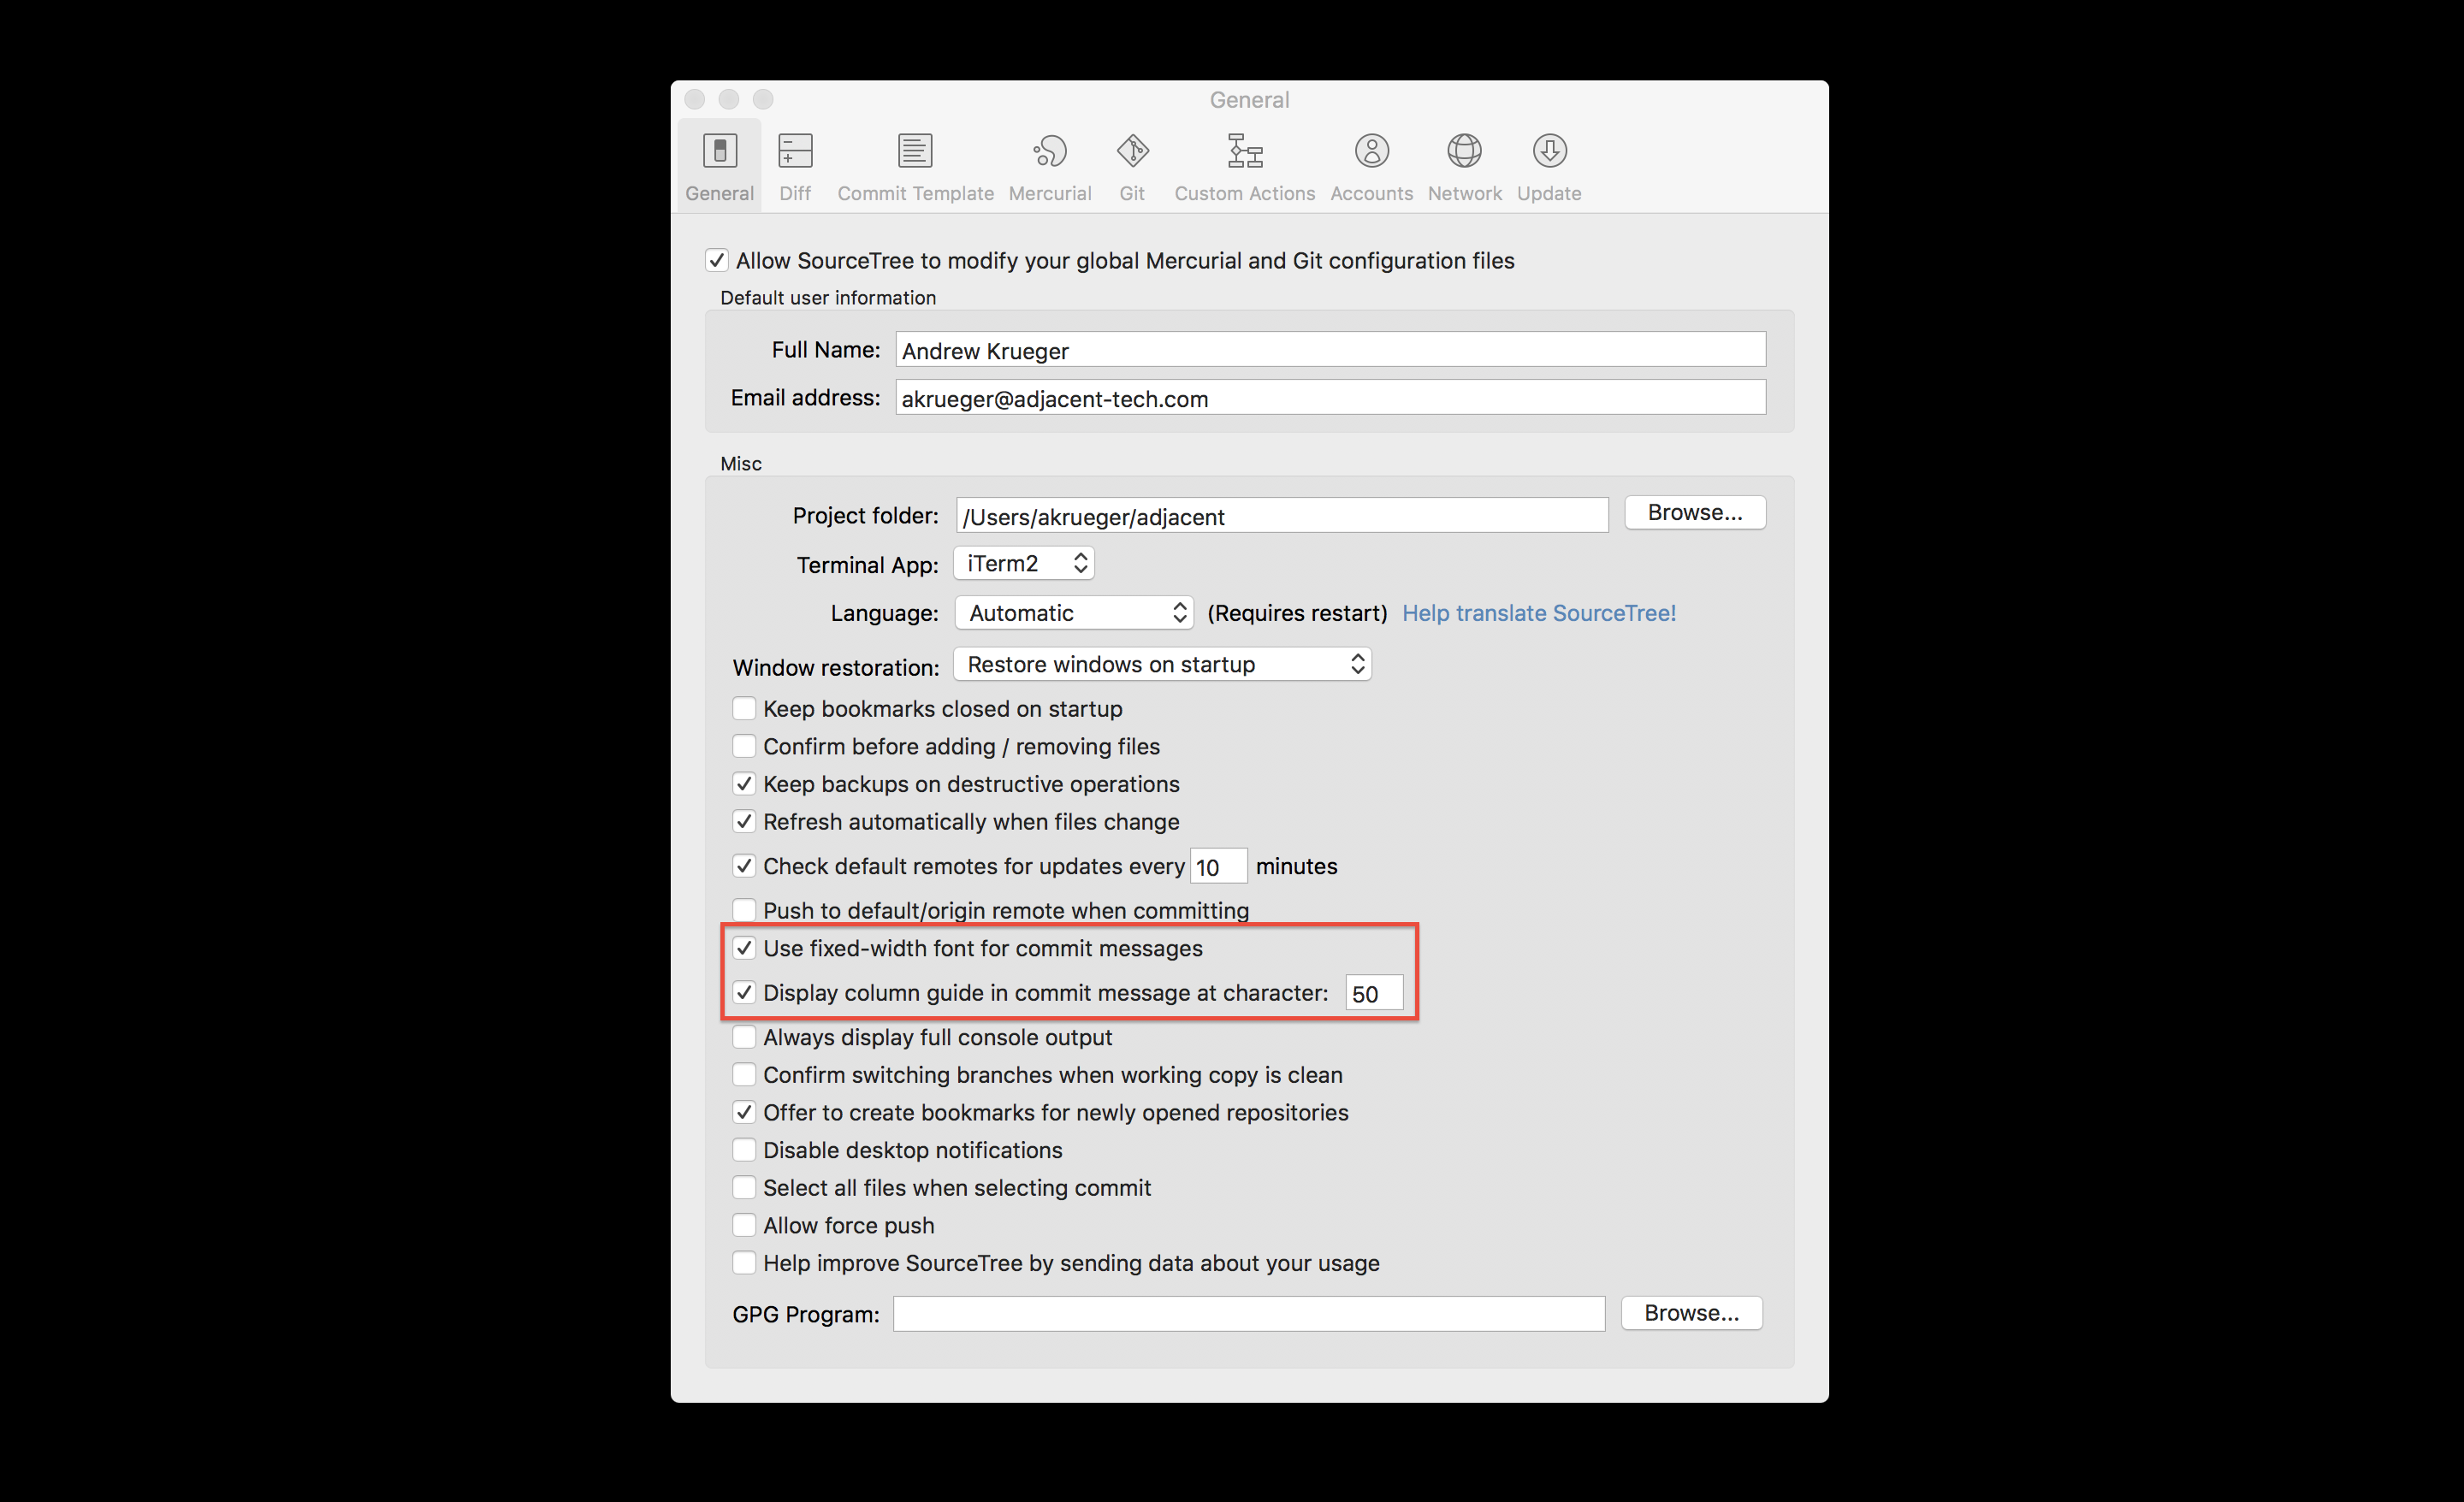 General
General Diff Commit Template Mercurial Git Custom Actions Accounts Network Update
Allow SourceTree to modify your global Mercurial and Git configuration files
Default user information
Full Name: Andrew Krueger
Email address: akrueger@adjacent-tech.com
Misc
Project folder: /Users/akrueger/adjacent Browse...
Terminal App: iTerm2
Language: Automatic (Requires restart) Help translate SourceTree!
Window restoration: Restore windows on startup
Keep bookmarks closed on startup
Confirm before adding / removing files
Keep backups on destructive operations
Refresh automatically when files change
Check default remotes for updates every 10 minutes
Push to default/origin remote when committing
Use fixed-width font for commit messages
Display column guide in commit message at character: 50
Always display full console output
Confirm switching branches when working copy is clean
Offer to create bookmarks for newly opened repositories
Disable desktop notifications
Select all files when selecting commit
Allow force push
Help improve SourceTree by sending data about your usage
GPG Program: Browse...